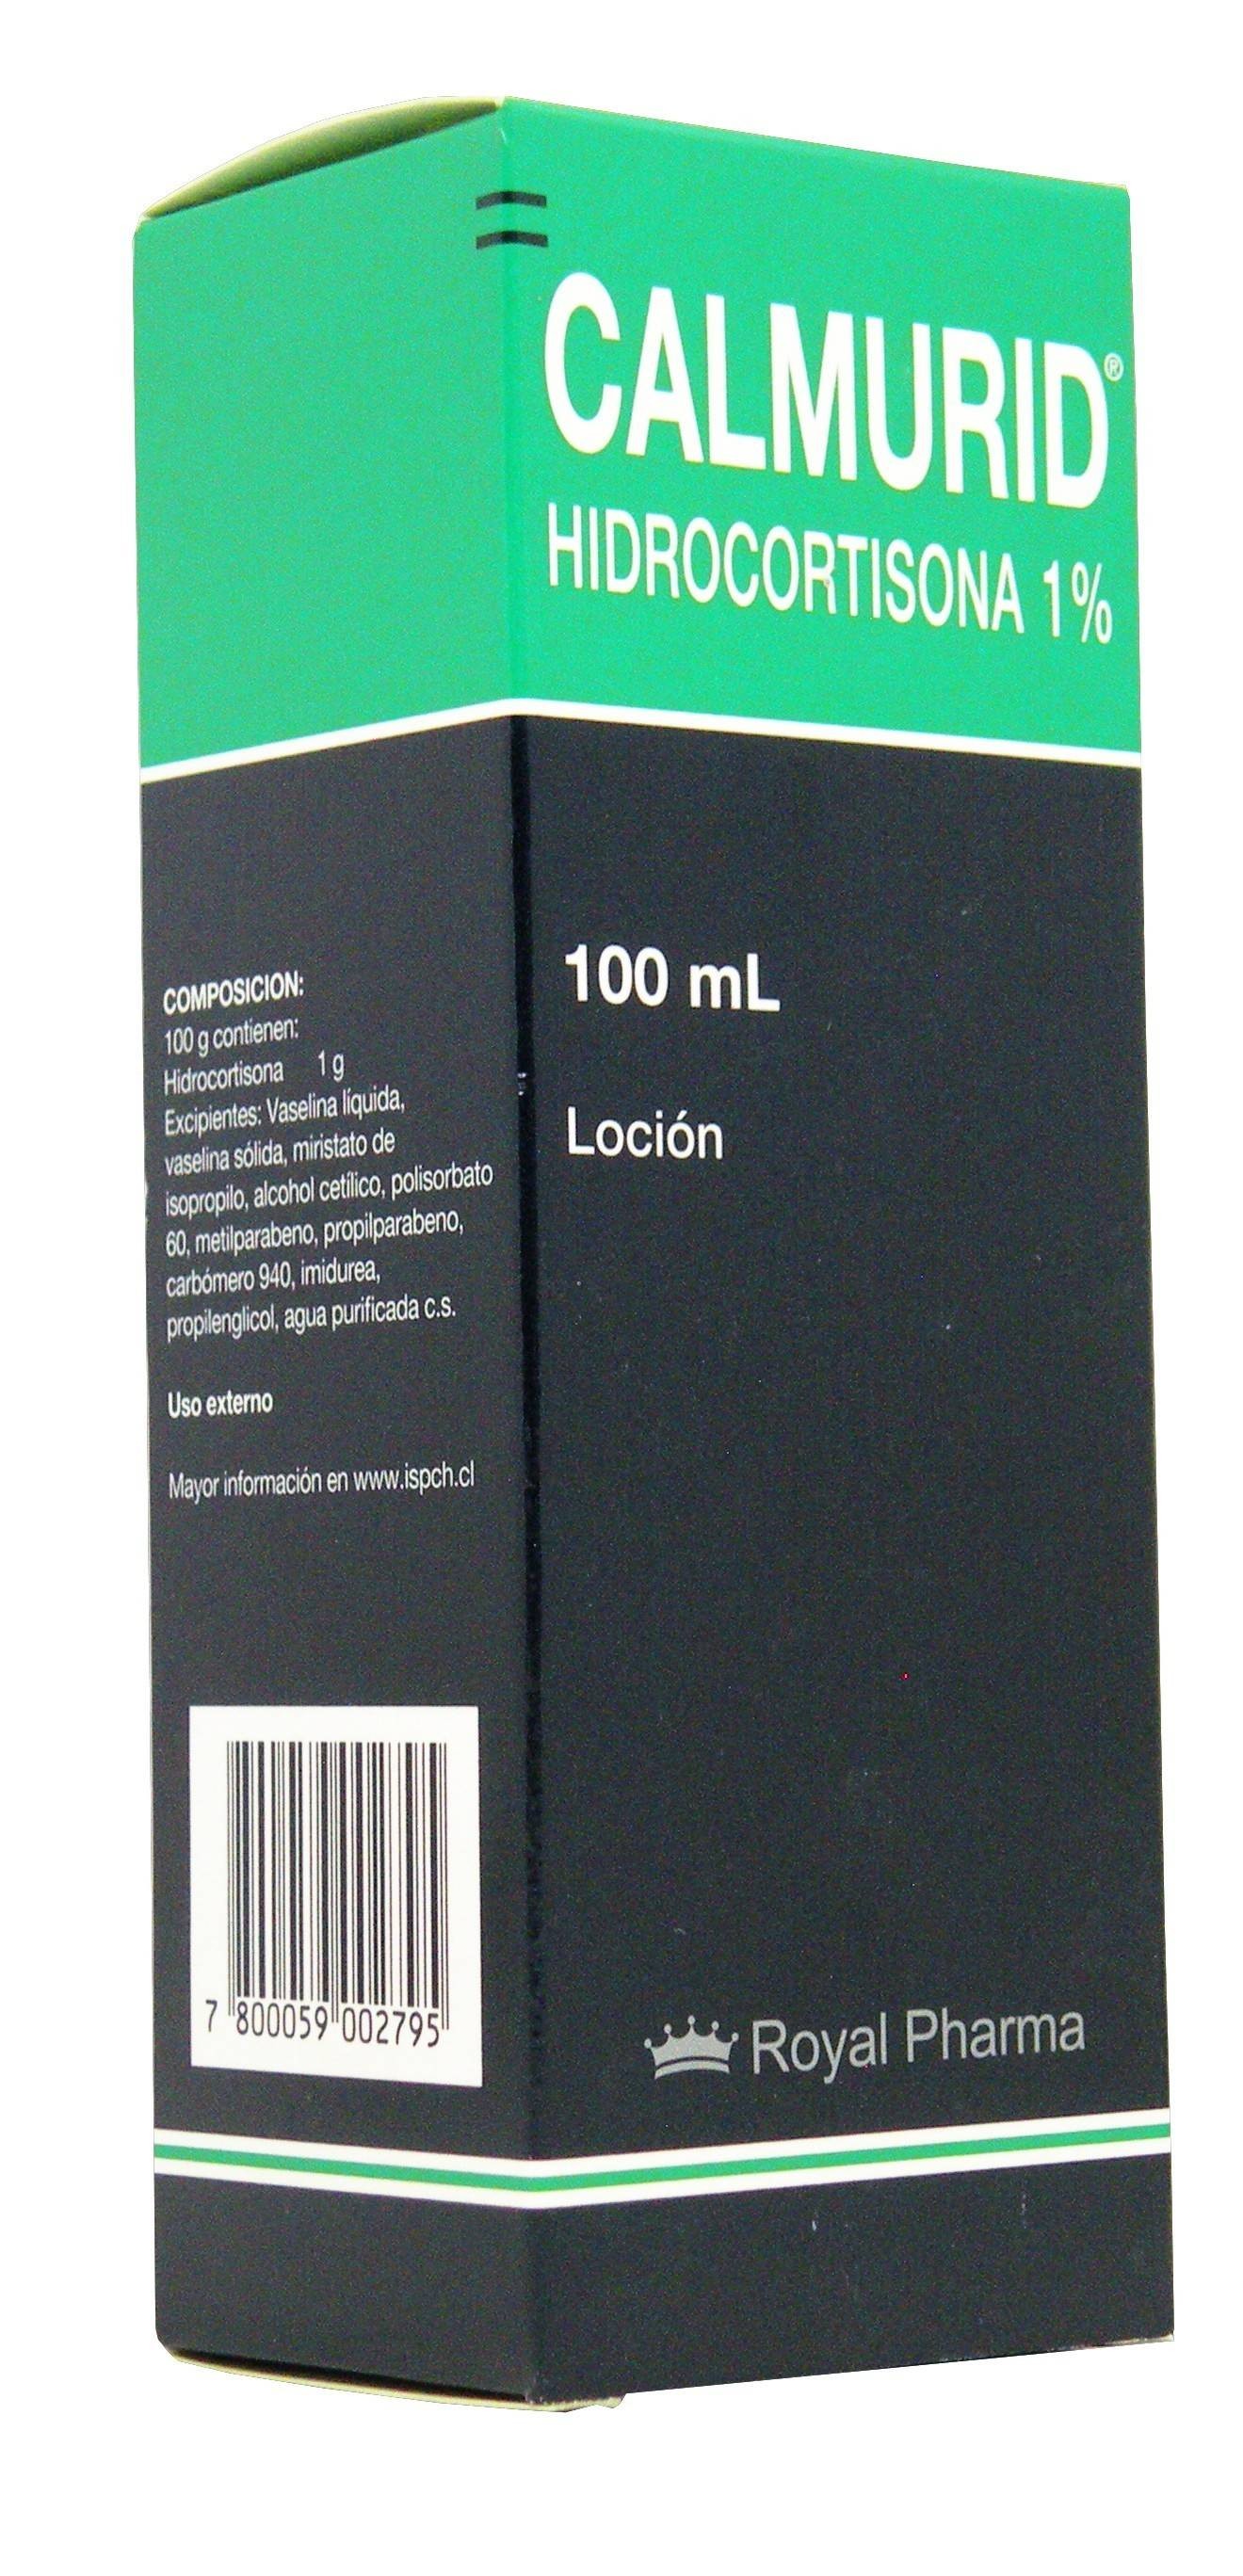 CALMURID®
HIDROCORTISONA 1%
100 mL
Loción
Royal Pharma
COMPOSICION:
100 g contienen:
Hidrocortisona 1 g
Excipientes: Vaselina líquida,
vaselina sólida, miristato de
isopropilo, alcohol cetílico, polisorbato
60, metilparabeno, propilparabeno,
carbómero 940, imidurea,
propilenglicol, agua purificada c.s.
Uso externo
Mayor información en www.ispch.cl
7 800059 002795